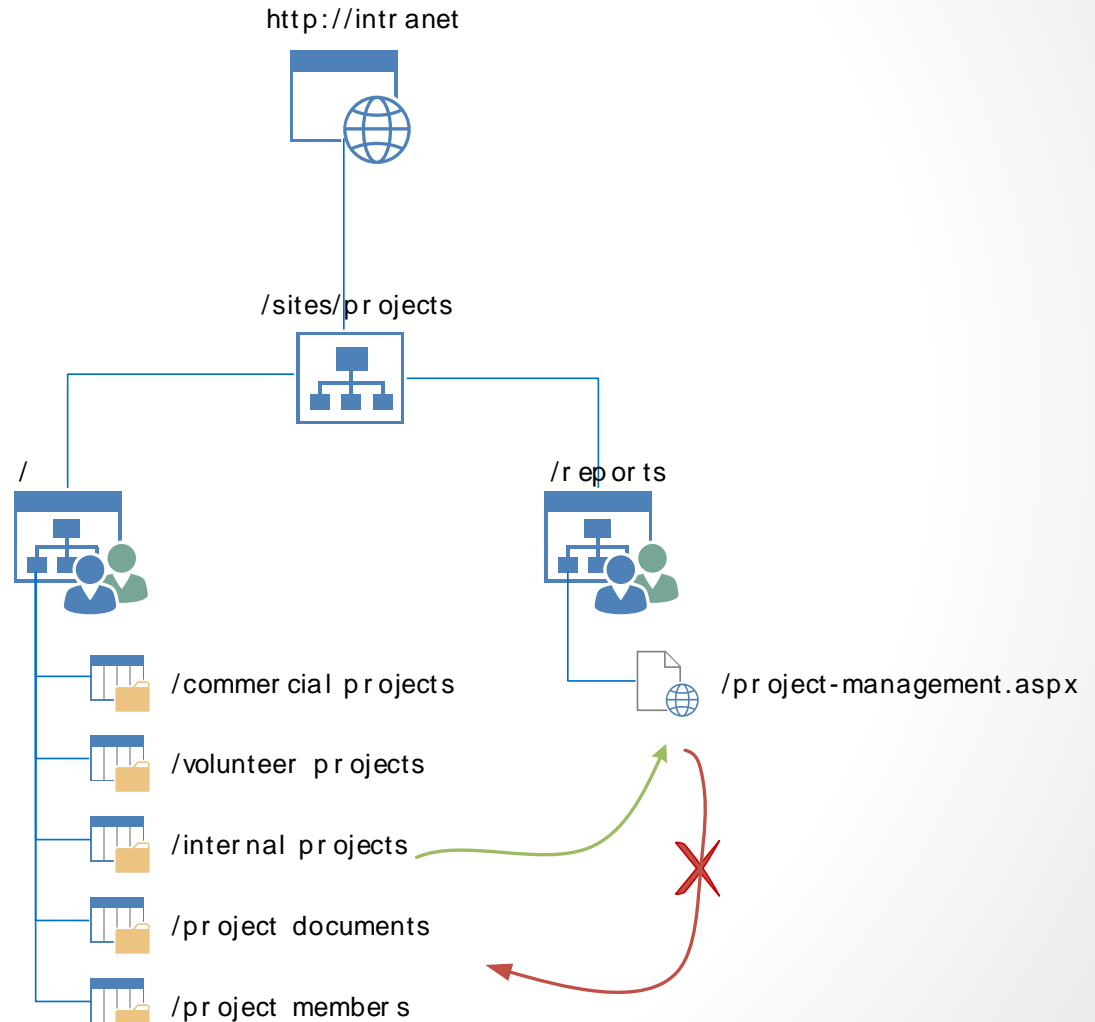 http://intranet
/sites/projects
/
/reports
/commercial projects
/project-management.aspx
/volunteer projects
/internal projects
/project documents
/project members